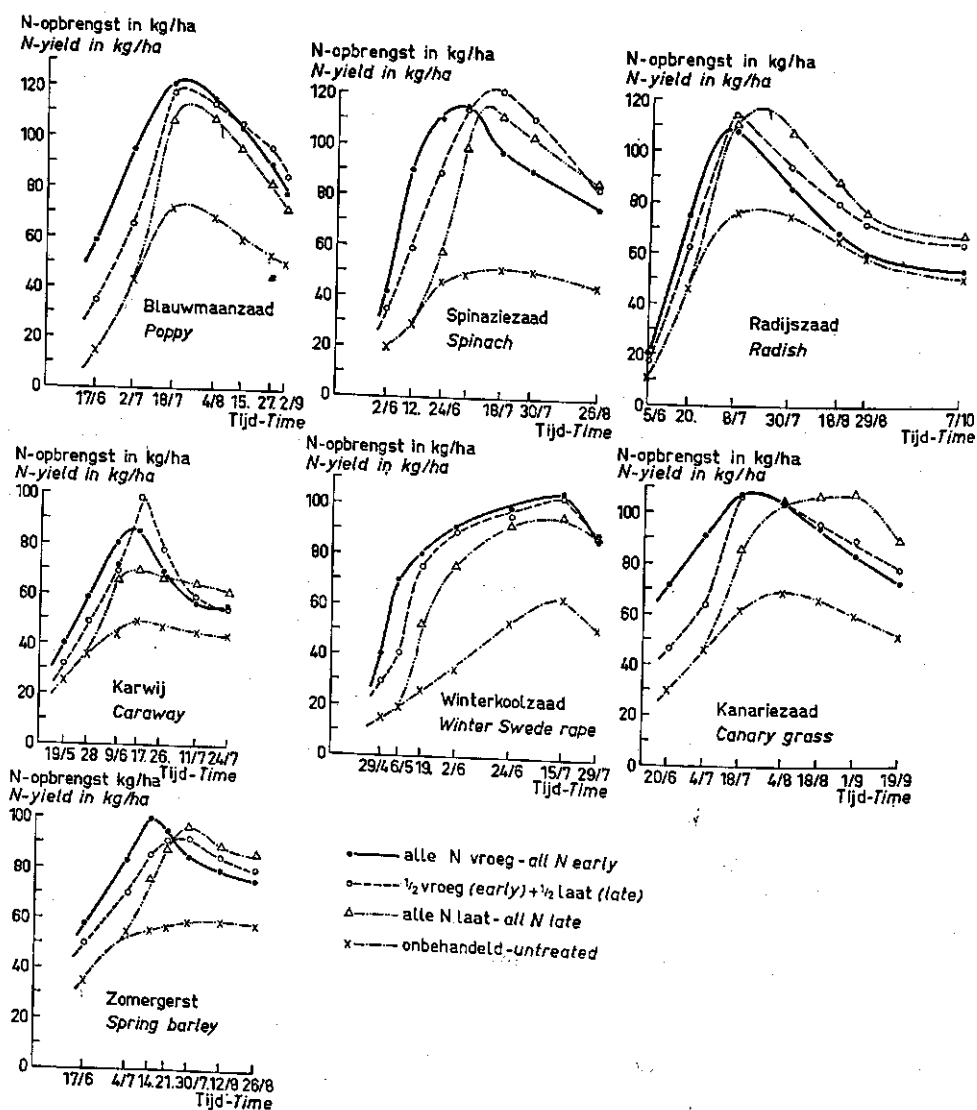 N-opbrengst in kg/ha
N-yield in kg/ha
120
100
80
60
40
20
0
Blauwmaanzaad
Poppy
17/6 2/7 18/7 4/8 15. 27. 2/9
Tijd-Time
N-opbrengst in kg/ha
N-yield in kg/ha
120
100
80
60
40
20
0
Spinaziezaad
Spinach
2/6 12. 24/6 18/7 30/7 26/8
Tijd-Time
N-opbrengst in kg/ha
N-yield in kg/ha
120
100
80
60
40
20
0
Radijszaad
Radish
5/6 20. 8/7 30/7 18/8 29/6 7/10
Tijd-Time
N-opbrengst in kg/ha
N-yield in kg/ha
100
80
60
40
20
0
Karwij
Caraway
19/5 28 9/6 17. 26. 11/7 24/7
Tijd-Time
N-opbrengst in kg/ha
N-yield in kg/ha
100
80
60
40
20
0
Winterkoolzaad
Winter Swede rape
29/4 6/5 19. 2/6 24/6 15/7 29/7
Tijd-Time
N-opbrengst in kg/ha
N-yield in kg/ha
100
80
60
40
20
0
Kanariezaad
Canary grass
20/6 4/7 18/7 4/8 18/8 1/9 19/9
Tijd-Time
N-opbrengst kg/ha
N-yield in kg/ha
100
80
60
40
20
0
Zomergerst
Spring barley
17/6 4/7 14. 21. 30/7. 12/8 26/8
Tijd-Time
alle N vroeg-all N early
1/2 vroeg (early)+1/2 laat (late)
alle N laat-all N late
onbehandeld-untreated